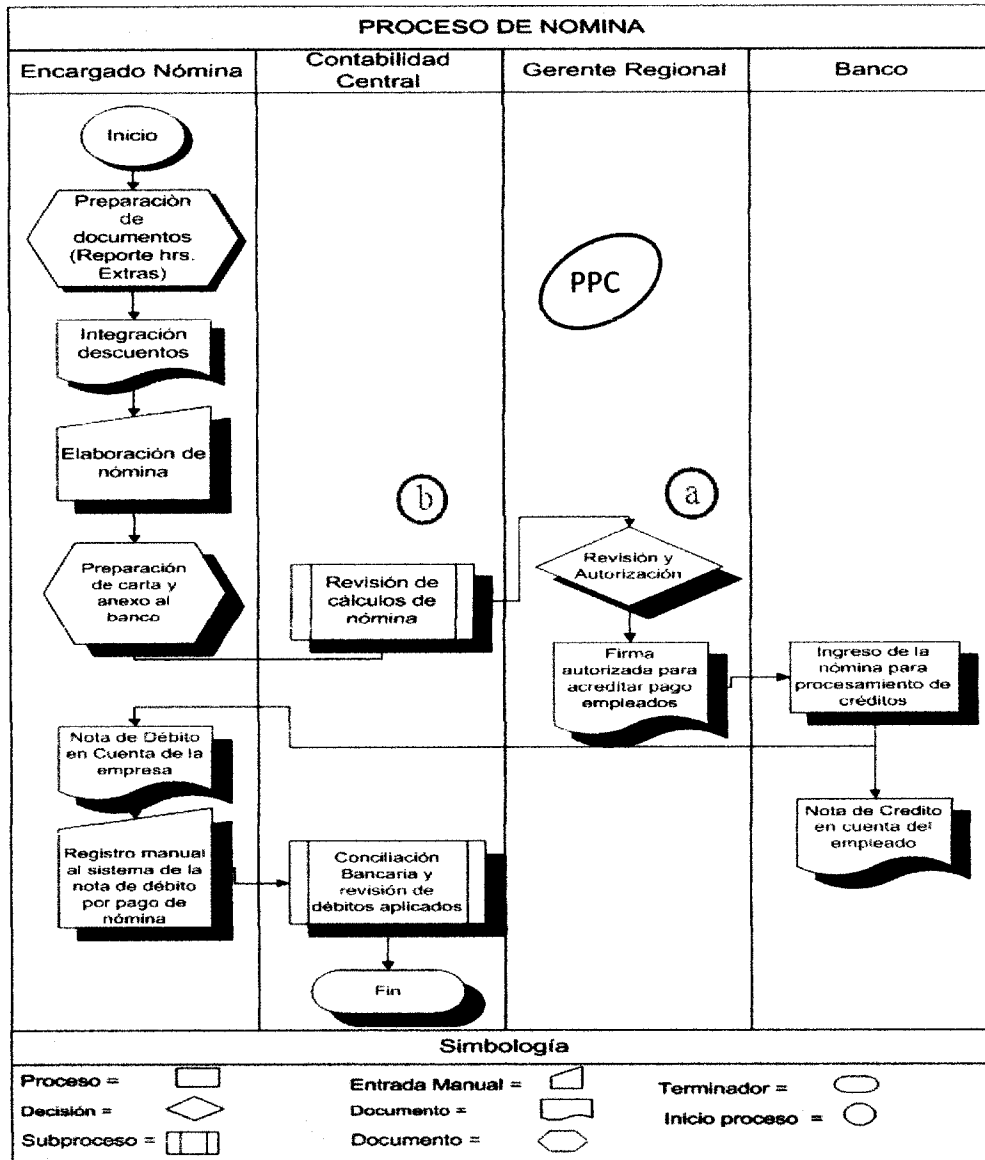 PROCESO DE NOMINA
Encargado Nómina
Contabilidad
Central
Gerente Regional
Banco
Inicio
Preparaciòn
de
documentos
(Reporte hrs.
Extras)
PPC
Integración
descuentos
Elaboración de
nómina
b
a
Preparación
de carta y
anexo al
banco
Revisión de
cálculos de
nómina
Revisión y
Autorización
Firma
autorizada para
acreditar pago
empleados
Ingreso de la
nómina para
procesamiento de
créditos
Nota de Débito
en Cuenta de la
empresa
Nota de Credito
en cuenta del
empleado
Registro manual
al sistema de la
nota de débito
por pago de
nómina
Conciliación
Bancaria y
revisión de
débitos aplicados
Fin
Simbología
Proceso =
Entrada Manual =
Terminador =
Decisión =
Documento =
Inicio proceso =
Subproceso =
Documento =